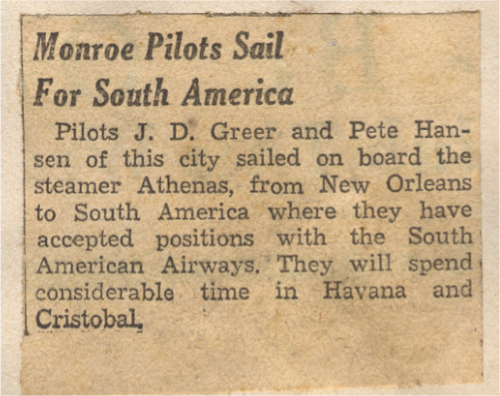 Monroe Pilots Sail
For South America
Pilots J. D. Greer and Pete Han-
sen of this city sailed on board the
steamer Athenas, from New Orleans
to South America where they have
accepted positions with the South
American Airways. They will spend
considerable time in Havana and
Cristobal.